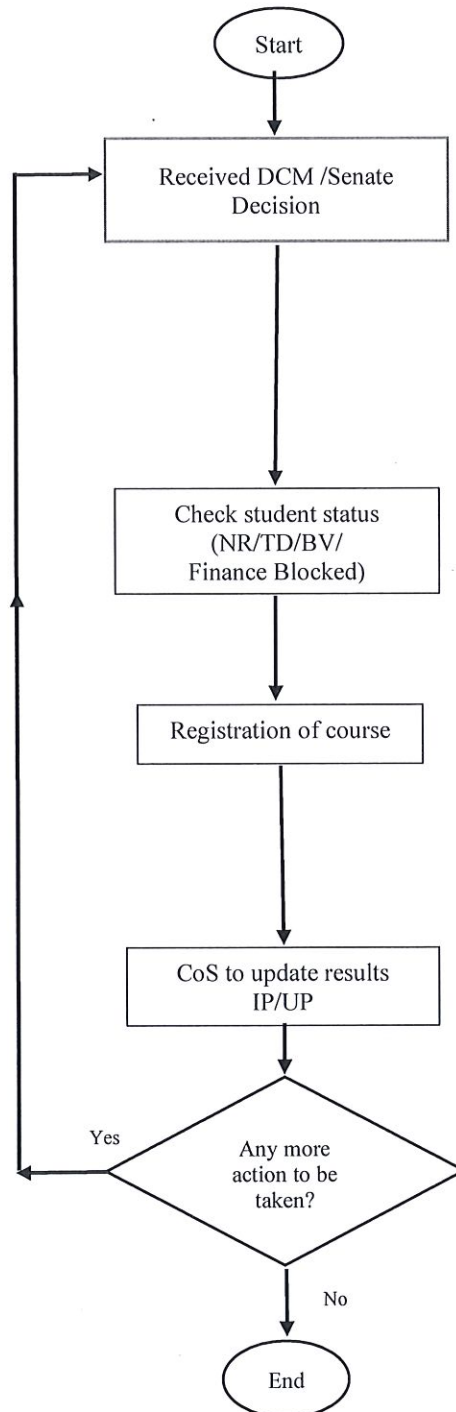 Start
Received DCM /Senate
Decision
Check student status
(NR/TD/BV/
Finance Blocked)
Registration of course
CoS to update results
IP/UP
Yes
Any more
action to be
taken?
No
End